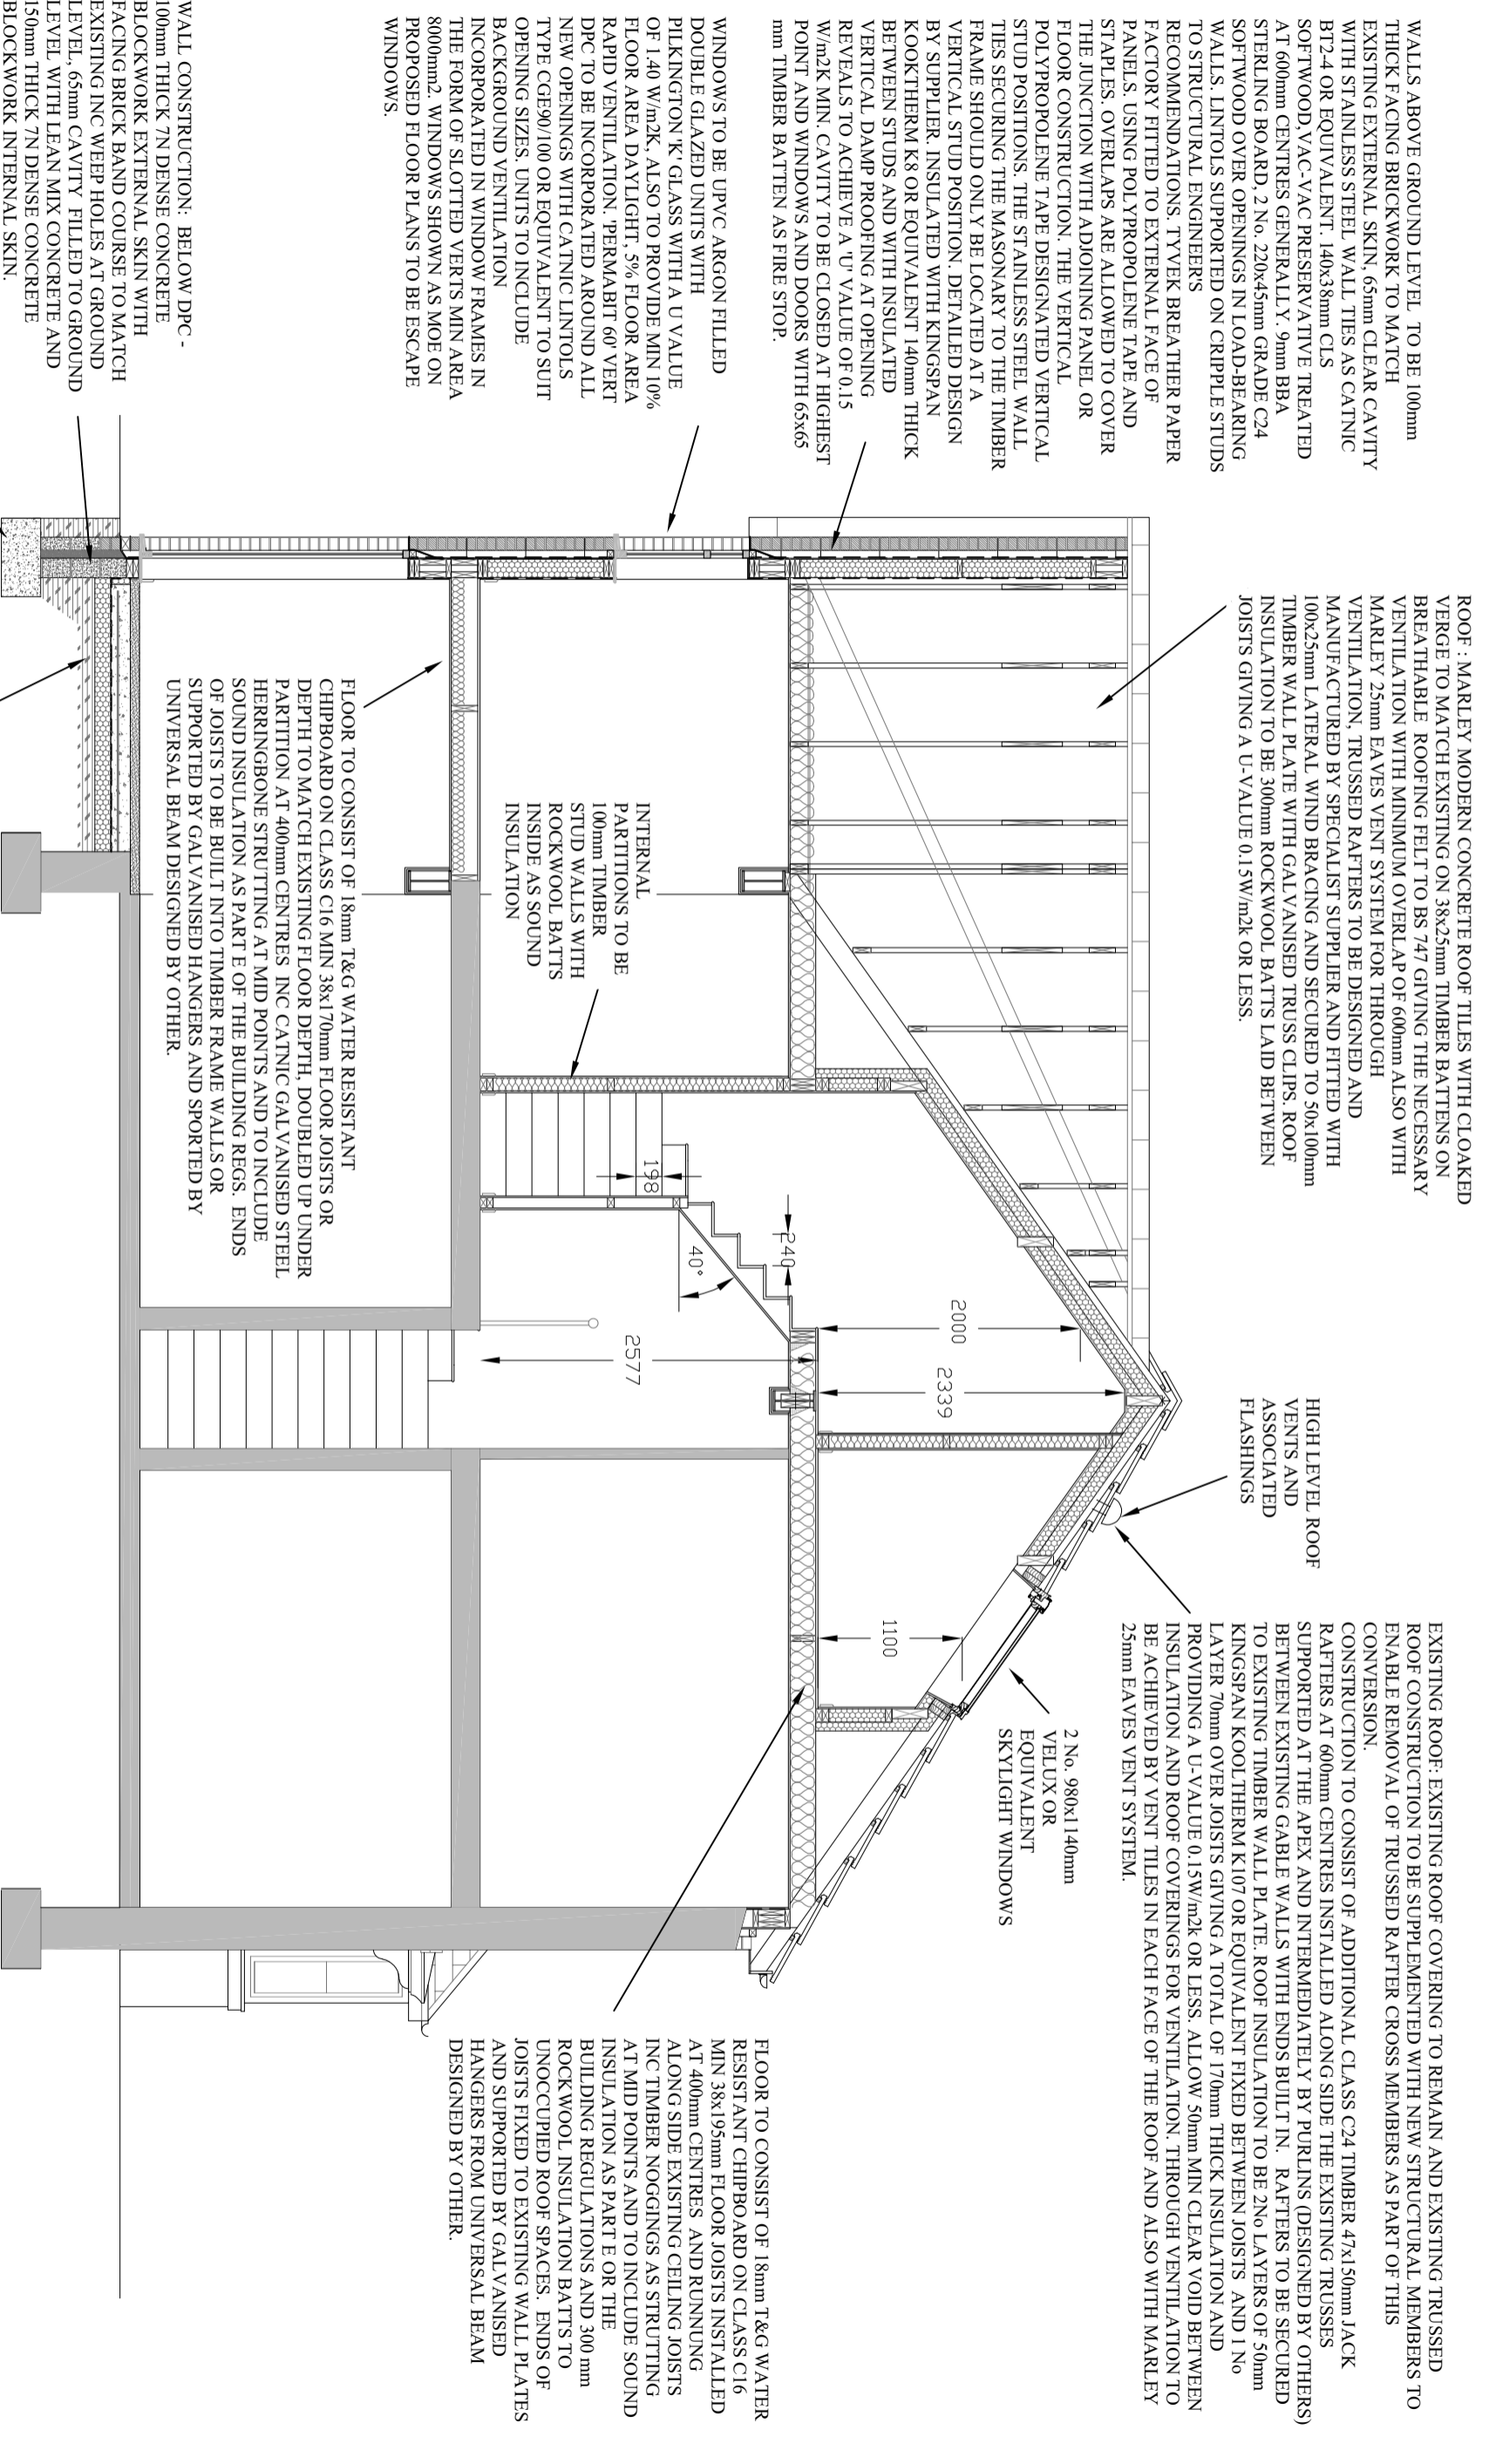 WALLS ABOVE GROUND LEVEL TO BE 100mm
THICK FACING BRICKWORK TO MATCH
EXISTING EXTERNAL SKIN, 65mm CLEAR CAVITY
WITH STAINLESS STEEL WALL TIES AS CATNIC
BT2-4 OR EQUIVALENT. 140x38mm CLS
SOFTWOOD,VAC-VAC PRESERVATIVE TREATED
AT 600mm CENTRES GENERALLY. 9mm BBA
STERLING BOARD, 2 No. 220x45mm GRADE C24
SOFTWOOD OVER OPENINGS IN LOAD-BEARING
WALLS. LINTOLS SUPPORTED ON CRIPPLE STUDS
TO STRUCTURAL ENGINEER'S
RECOMMENDATIONS. TYVEK BREATHER PAPER
FACTORY FITTED TO EXTERNAL FACE OF
PANELS. USING POLYPROPOLENE TAPE AND
STAPLES. OVERLAPS ARE ALLOWED TO COVER
THE JUNCTION WITH ADJOINING PANEL OR
FLOOR CONSTRUCTION. THE VERTICAL
POLYPROPOLENE TAPE DESIGNATED VERTICAL
STUD POSITIONS. THE STAINLESS STEEL WALL
TIES SECURING THE MASONARY TO THE TIMBER
FRAME SHOULD ONLY BE LOCATED AT A
VERTICAL STUD POSITION. DETAILED DESIGN
BY SUPPLIER. INSULATED WITH KINGSPAN
KOOKTHERM K8 OR EQUIVALENT 140mm THICK
BETWEEN STUDS AND WITH INSULATED
VERTICAL DAMP PROOFING AT OPENING
REVEALS TO ACHIEVE A 'U' VALUE OF 0.15
W/m2K MIN. CAVITY TO BE CLOSED AT HIGHEST
POINT AND WINDOWS AND DOORS WITH 65x65
mm TIMBER BATTEN AS FIRE STOP.
WINDOWS TO BE UPVC ARGON FILLED
DOUBLE GLAZED UNITS WITH
PILKINGTON 'K' GLASS WITH A U VALUE
OF 1.40 W/m2K, ALSO TO PROVIDE MIN 10%
FLOOR AREA DAYLIGHT, 5% FLOOR AREA
RAPID VENTILATION. 'PERMABIT 60' VERT
DPC TO BE INCORPORATED AROUND ALL
NEW OPENINGS WITH CATNIC LINTOLS
TYPE CGE90/100 OR EQUIVALENT TO SUIT
OPENING SIZES. UNITS TO INCLUDE
BACKGROUND VENTILATION
INCORPORATED IN WINDOW FRAMES IN
THE FORM OF SLOTTED VERTS MIN AREA
8000mm2. WINDOWS SHOWN AS MOE ON
PROPOSED FLOOR PLANS TO BE ESCAPE
WINDOWS.
WALL CONSTRUCTION: BELOW DPC -
100mm THICK 7N DENSE CONCRETE
BLOCKWORK EXTERNAL SKIN WITH
FACING BRICK BAND COURSE TO MATCH
EXISTING INC WEEP HOLES AT GROUND
LEVEL, 65mm CAVITY FILLED TO GROUND
LEVEL WITH LEAN MIX CONCRETE AND
150mm THICK 7N DENSE CONCRETE
BLOCKWORK INTERNAL SKIN.
ROOF : MARLEY MODERN CONCRETE ROOF TILES WITH CLOAKED
VERGE TO MATCH EXISTING ON 38x25mm TIMBER BATTENS ON
BREATHABLE ROOFING FELT TO BS 747 GIVING THE NECESSARY
VENTILATION WITH MINIMUM OVERLAP OF 600mm ALSO WITH
MARLEY 25mm EAVES VENT SYSTEM FOR THROUGH
VENTILATION, TRUSSED RAFTERS TO BE DESIGNED AND
MANUFACTURED BY SPECIALIST SUPPLIER AND FITTED WITH
100x25mm LATERAL WIND BRACING AND SECURED TO 50x100mm
TIMBER WALL PLATE WITH GALVANISED TRUSS CLIPS. ROOF
INSULATION TO BE 300mm ROCKWOOL BATTS LAID BETWEEN
JOISTS GIVING A U-VALUE 0.15W/m2k OR LESS.
INTERNAL
PARTITIONS TO BE
100mm TIMBER
STUD WALLS WITH
ROCKWOOL BATTS
INSIDE AS SOUND
INSULATION
FLOOR TO CONSIST OF 18mm T&G WATER RESISTANT
CHIPBOARD ON CLASS C16 MIN 38x170mm FLOOR JOISTS OR
DEPTH TO MATCH EXISTING FLOOR DEPTH, DOUBLED UP UNDER
PARTITION AT 400mm CENTRES INC CATNIC GALVANISED STEEL
HERRINGBONE STRUTTING AT MID POINTS AND TO INCLUDE
SOUND INSULATION AS PART E OF THE BUILDING REGS. ENDS
OF JOISTS TO BE BUILT INTO TIMBER FRAME WALLS OR
SUPPORTED BY GALVANISED HANGERS AND SPORTED BY
UNIVERSAL BEAM DESIGNED BY OTHER.
198
240
40°
2577
2000
2339
1100
HIGH LEVEL ROOF
VENTS AND
ASSOCIATED
FLASHINGS
EXISTING ROOF: EXISTING ROOF COVERING TO REMAIN AND EXISTING TRUSSED
ROOF CONSTRUCTION TO BE SUPPLEMENTED WITH NEW STRUCTURAL MEMBERS TO
ENABLE REMOVAL OF TRUSSED RAFTER CROSS MEMBERS AS PART OF THIS
CONVERSION.
CONSTRUCTION TO CONSIST OF ADDITIONAL CLASS C24 TIMBER 47x150mm JACK
RAFTERS AT 600mm CENTRES INSTALLED ALONG SIDE THE EXISTING TRUSSES
SUPPORTED AT THE APEX AND INTERMEDIATELY BY PURLINS (DESIGNED BY OTHERS)
BETWEEN EXISTING GABLE WALLS WITH ENDS BUILT IN. RAFTERS TO BE SECURED
TO EXISTING TIMBER WALL PLATE. ROOF INSULATION TO BE 2No LAYERS OF 50mm
KINGSPAN KOOLTHERM K107 OR EQUIVALENT FIXED BETWEEN JOISTS AND 1 No
LAYER 70mm OVER JOISTS GIVING A TOTAL OF 170mm THICK INSULATION AND
PROVIDING A U-VALUE 0.15W/m2k OR LESS. ALLOW 50mm MIN CLEAR VOID BETWEEN
INSULATION AND ROOF COVERINGS FOR VENTILATION. THROUGH VENTILATION TO
BE ACHIEVED BY VENT TILES IN EACH FACE OF THE ROOF AND ALSO WITH MARLEY
25mm EAVES VENT SYSTEM.
2 No. 980x1140mm
VELUX OR
EQUIVALENT
SKYLIGHT WINDOWS
FLOOR TO CONSIST OF 18mm T&G WATER
RESISTANT CHIPBOARD ON CLASS C16
MIN 38x195mm FLOOR JOISTS INSTALLED
AT 400mm CENTRES AND RUNNUNG
ALONG SIDE EXISTING CEILING JOISTS
INC TIMBER NOGGINGS AS STRUTTING
AT MID POINTS AND TO INCLUDE SOUND
INSULATION AS PART E OR THE
BUILDING REGULATIONS AND 300 mm
ROCKWOOL INSULATION BATTS TO
UNOCCUPIED ROOF SPACES. ENDS OF
JOISTS FIXED TO EXISTING WALL PLATES
AND SUPPORTED BY GALVANISED
HANGERS FROM UNIVERSAL BEAM
DESIGNED BY OTHER.